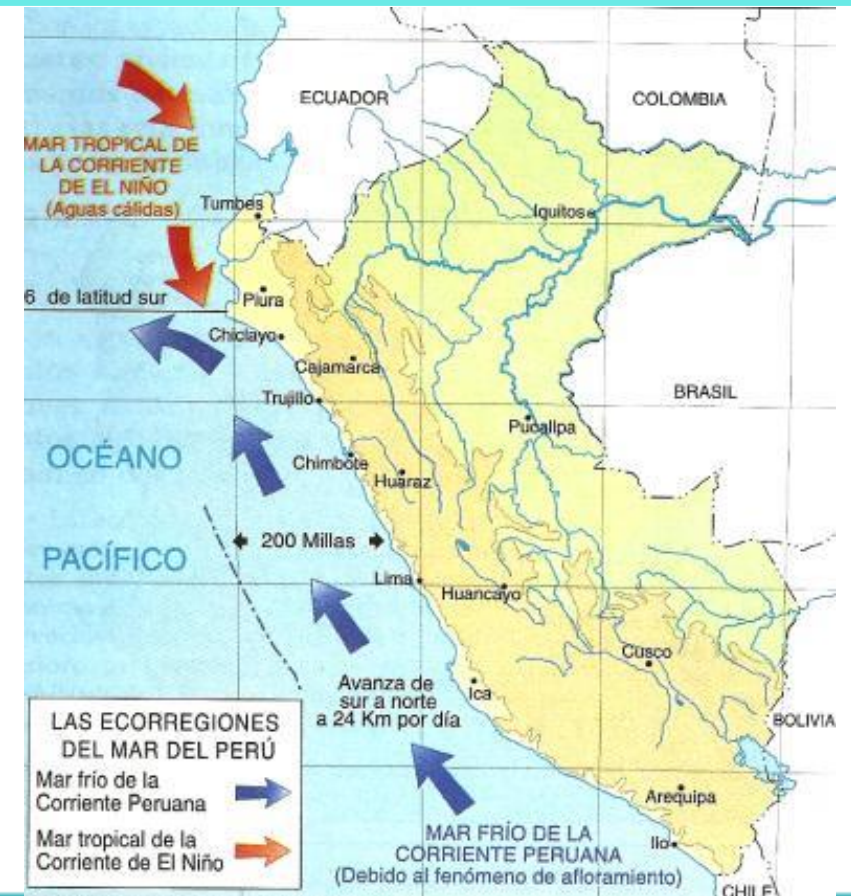 ECUADOR
COLOMBIA
MAR TROPICAL DE
LA CORRIENTE
DE EL NIÑO
(Aguas cálidas)
Tumbes
Iquitos
6 de latitud sur
Piura
Chiclayo
Cajamarca
Trujillo
BRASIL
Pucallpa
OCÉANO
PACÍFICO
Chimbote
Huaraz
200 Millas
Lima
Huancayo
Cusco
Avanza de
sur a norte
a 24 Km por día
Ica
BOLIVIA
LAS ECORREGIONES
DEL MAR DEL PERÚ
Mar frío de la
Corriente Peruana
Mar tropical de la
Corriente de El Niño
Arequipa
MAR FRÍO DE LA
CORRIENTE PERUANA
(Debido al fenómeno de afloramiento)
Ilo
CHILE